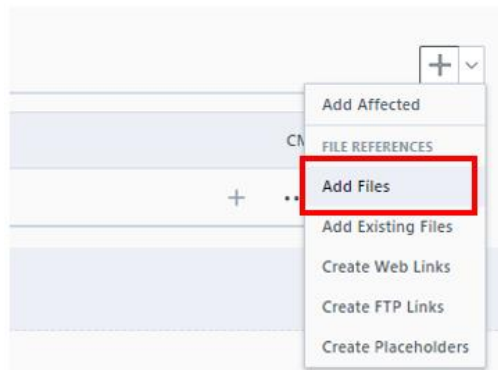 Add Affected
FILE REFERENCES
Add Files
Add Existing Files
Create Web Links
Create FTP Links
Create Placeholders